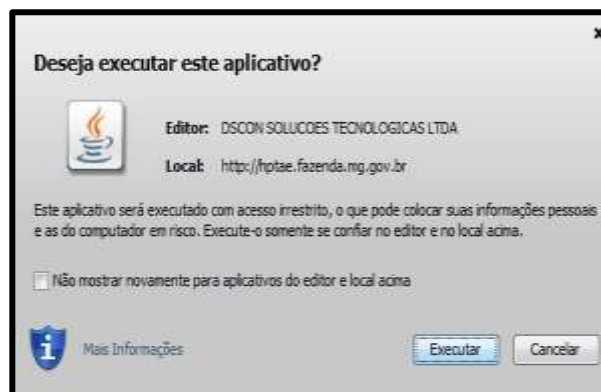 x
Deseja executar este aplicativo?
Editor: DSCON SOLUCOES TECNOLOGICAS LTDA
Local: http://hptae.fazenda.mg.gov.br
Este aplicativo será executado com acesso irrestrito, o que pode colocar suas informações pessoais
e as do computador em risco. Execute-o somente se confiar no editor e no local acima.
Não mostrar novamente para aplicativos do editor e local acima
Mais Informações
Executar
Cancelar